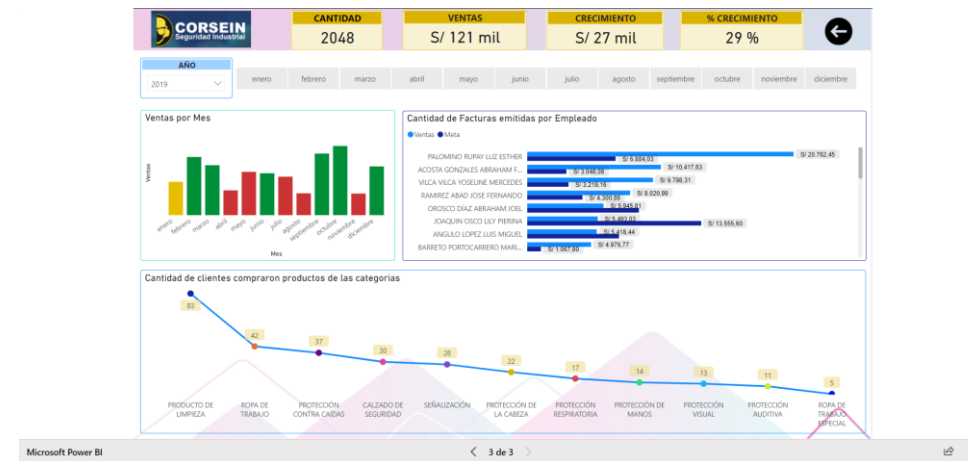 CORSEIN
Seguridad Industrial
CANTIDAD
2048
VENTAS
S/ 121 mil
CRECIMIENTO
S/ 27 mil
% CRECIMIENTO
29 %
AÑO
2019
enero febrero marzo abril mayo junio julio agosto septiembre octubre noviembre diciembre
Ventas por Mes
Ventas
enero febrero marzo abril mayo junio julio agosto septiembre octubre noviembre diciembre
Mes
Cantidad de Facturas emitidas por Empleado
Ventas Meta
PALOMINO RUPAY LUZ ESTHER S/ 20.762,45
S/ 6.884,03
ACOSTA GONZALES ABRAHAM F... S/ 10.417,63
S/ 3.048,08
VILCA VILCA YOSELINE MERCEDES S/ 9.798,31
S/ 3.219,16
RAMIREZ ABAD JOSE FERNANDO S/ 8.020,99
S/ 4.300,85
OROSCO DÍAZ ABRAHAM JOEL S/ 5.945,81
JOAQUIN OSCO LILY PIERINA S/ 5.493,03
S/ 13.555,60
ANGULO LOPEZ LUIS MIGUEL S/ 5.418,44
BARRETO PORTOCARRERO MARI... S/ 4.976,77
S/ 1.067,90
Cantidad de clientes compraron productos de las categorias
83
42
37
30
28
22
17
14
13
11
5
PRODUCTO DE
LIMPIEZA
ROPA DE
TRABAJO
PROTECCIÓN
CONTRA CAÍDAS
CALZADO DE
SEGURIDAD
SEÑALIZACIÓN
PROTECCIÓN DE
LA CABEZA
PROTECCIÓN
RESPIRATORIA
PROTECCIÓN DE
MANOS
PROTECCIÓN
VISUAL
PROTECCIÓN
AUDITIVA
ROPA DE
TRABAJO
ESPECIAL
Microsoft Power BI
3 de 3